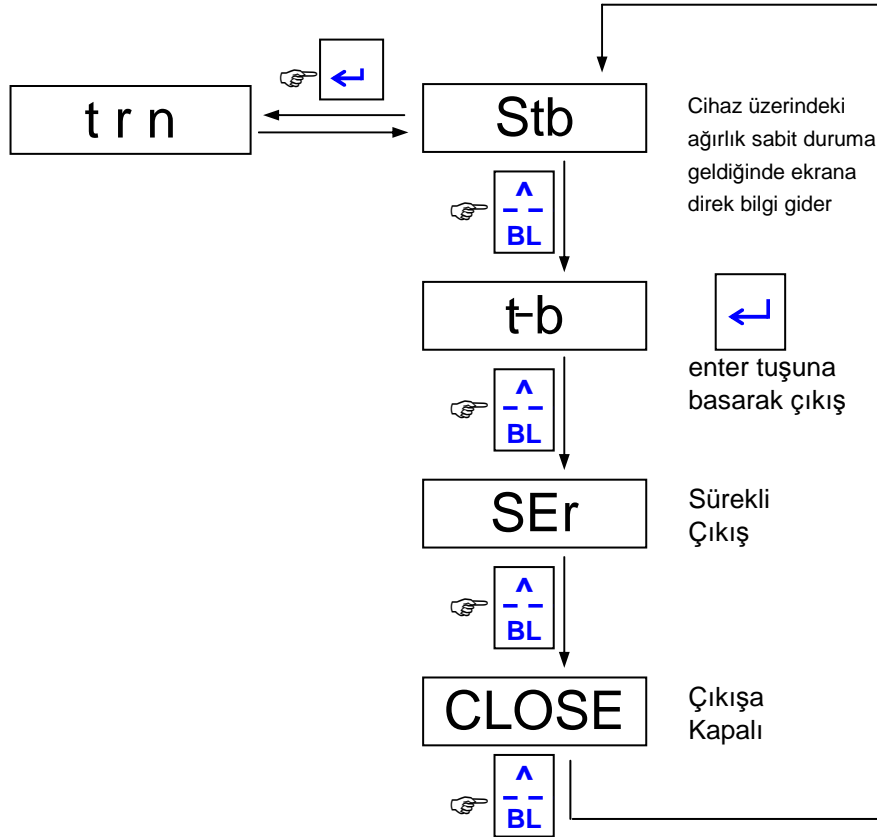 t r n
Stb
Cihaz üzerindeki
ağırlık sabit duruma
geldiğinde ekrana
direk bilgi gider
^
BL
t-b
enter tuşuna
basarak çıkış
^
BL
SEr
Sürekli
Çıkış
^
BL
CLOSE
Çıkışa
Kapalı
^
BL